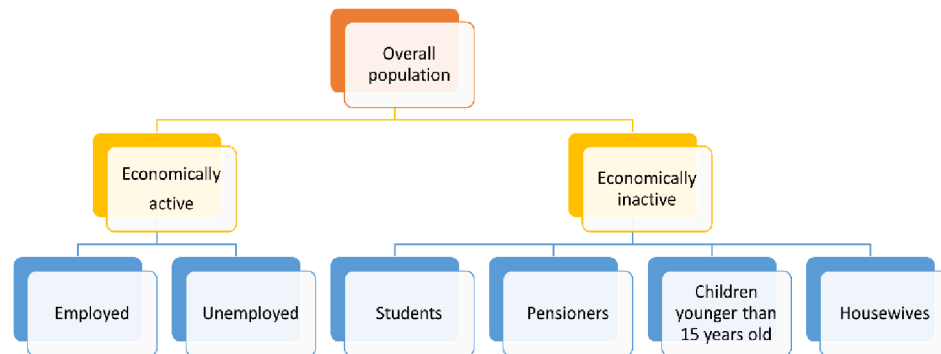 Overall
population
Economically
active
Economically
inactive
Employed
Unemployed
Students
Pensioners
Children
younger than
15 years old
Housewives